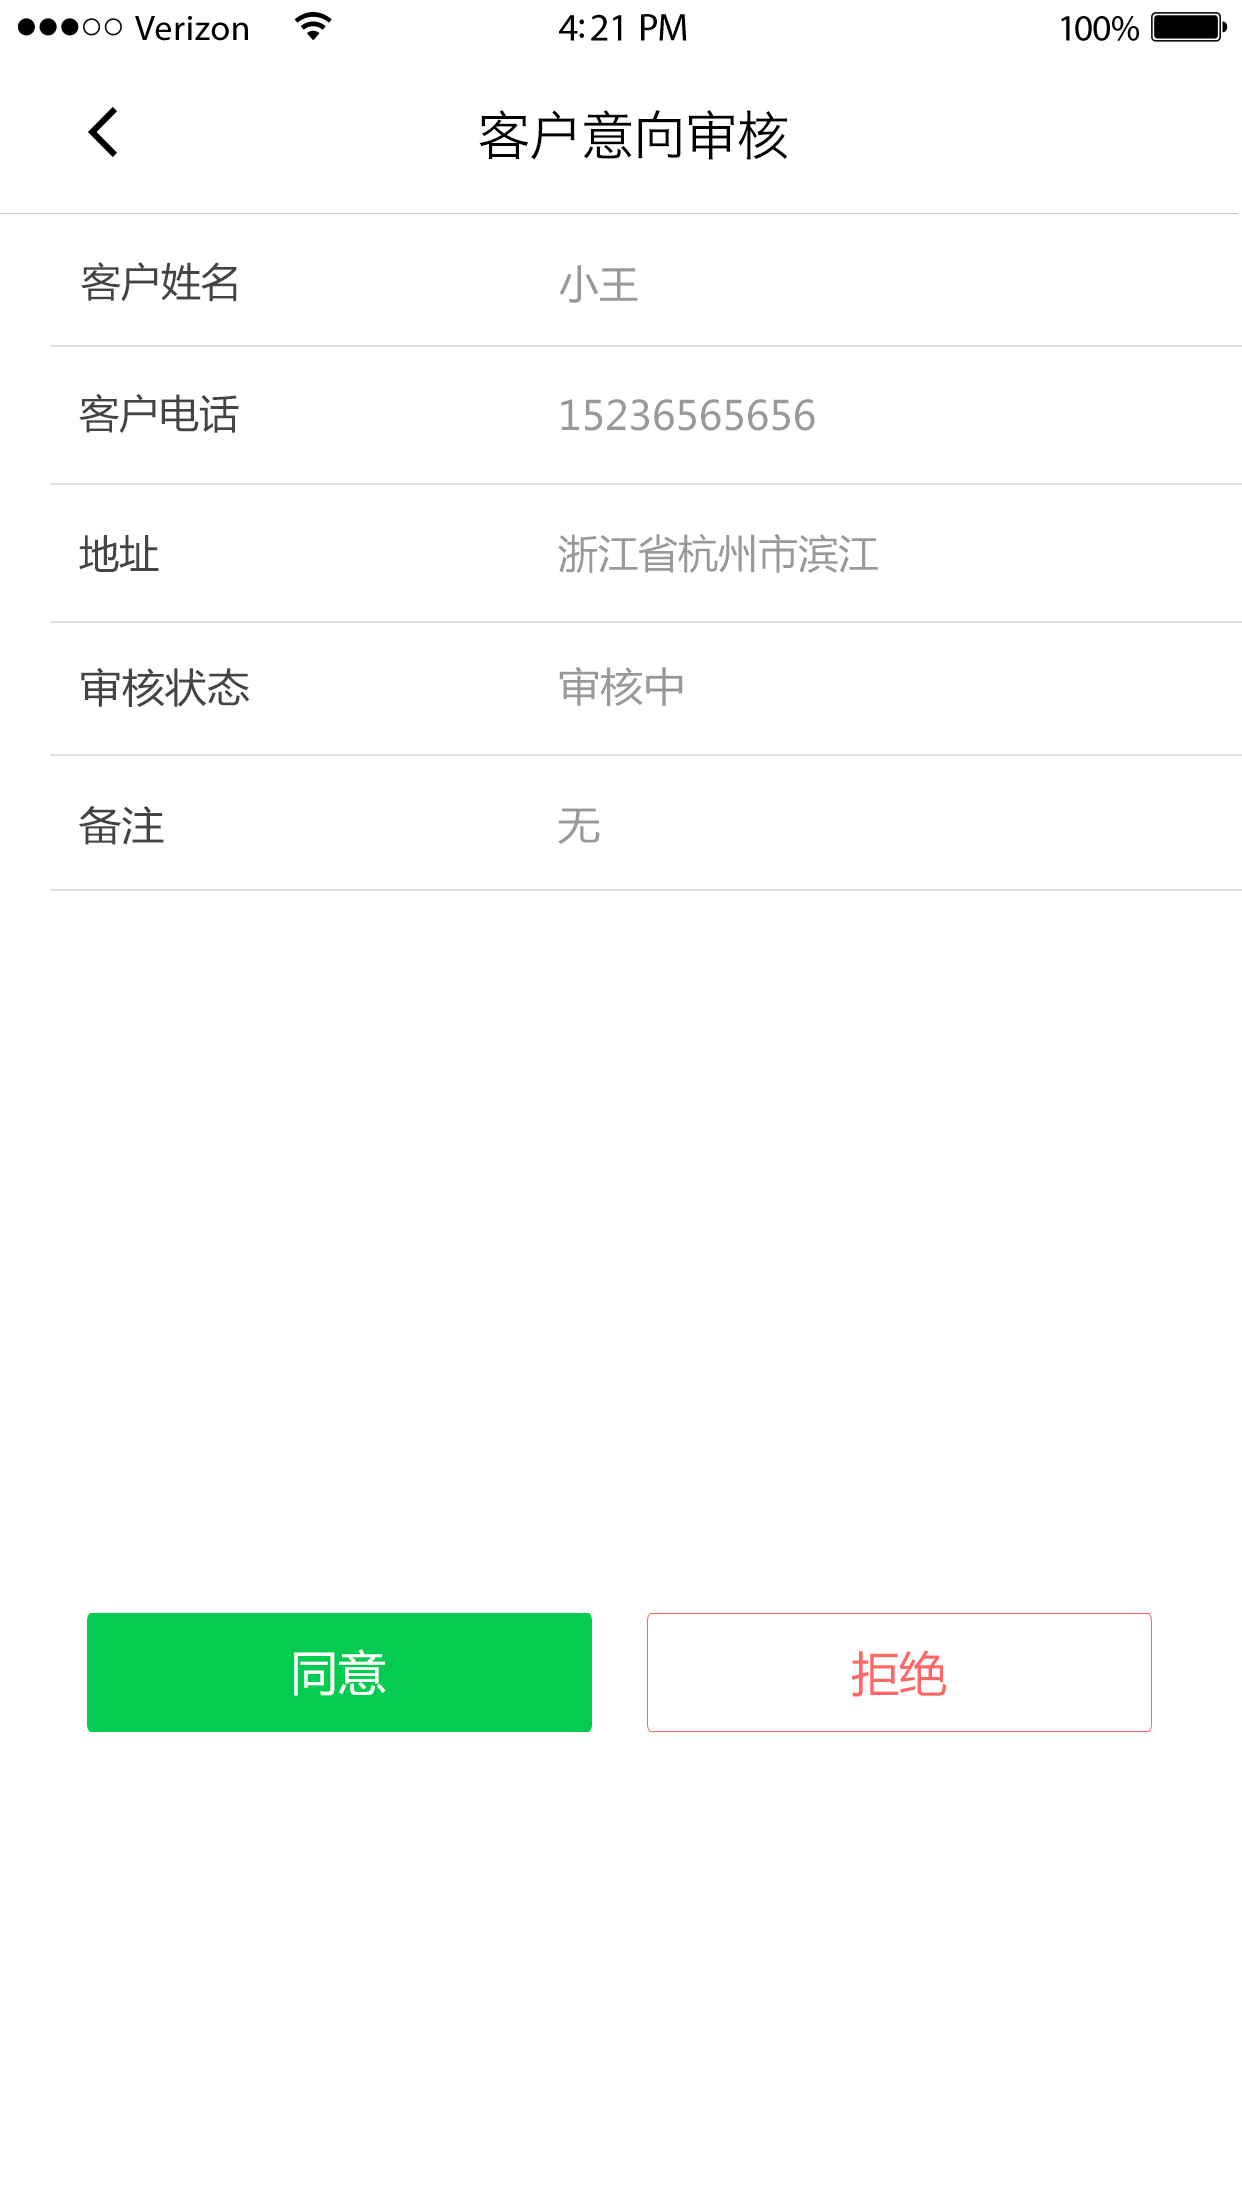 Verizon 4:21 PM 100%
客户意向审核
客户姓名 小王
客户电话 15236565656
地址 浙江省杭州市滨江
审核状态 审核中
备注 无
同意 拒绝